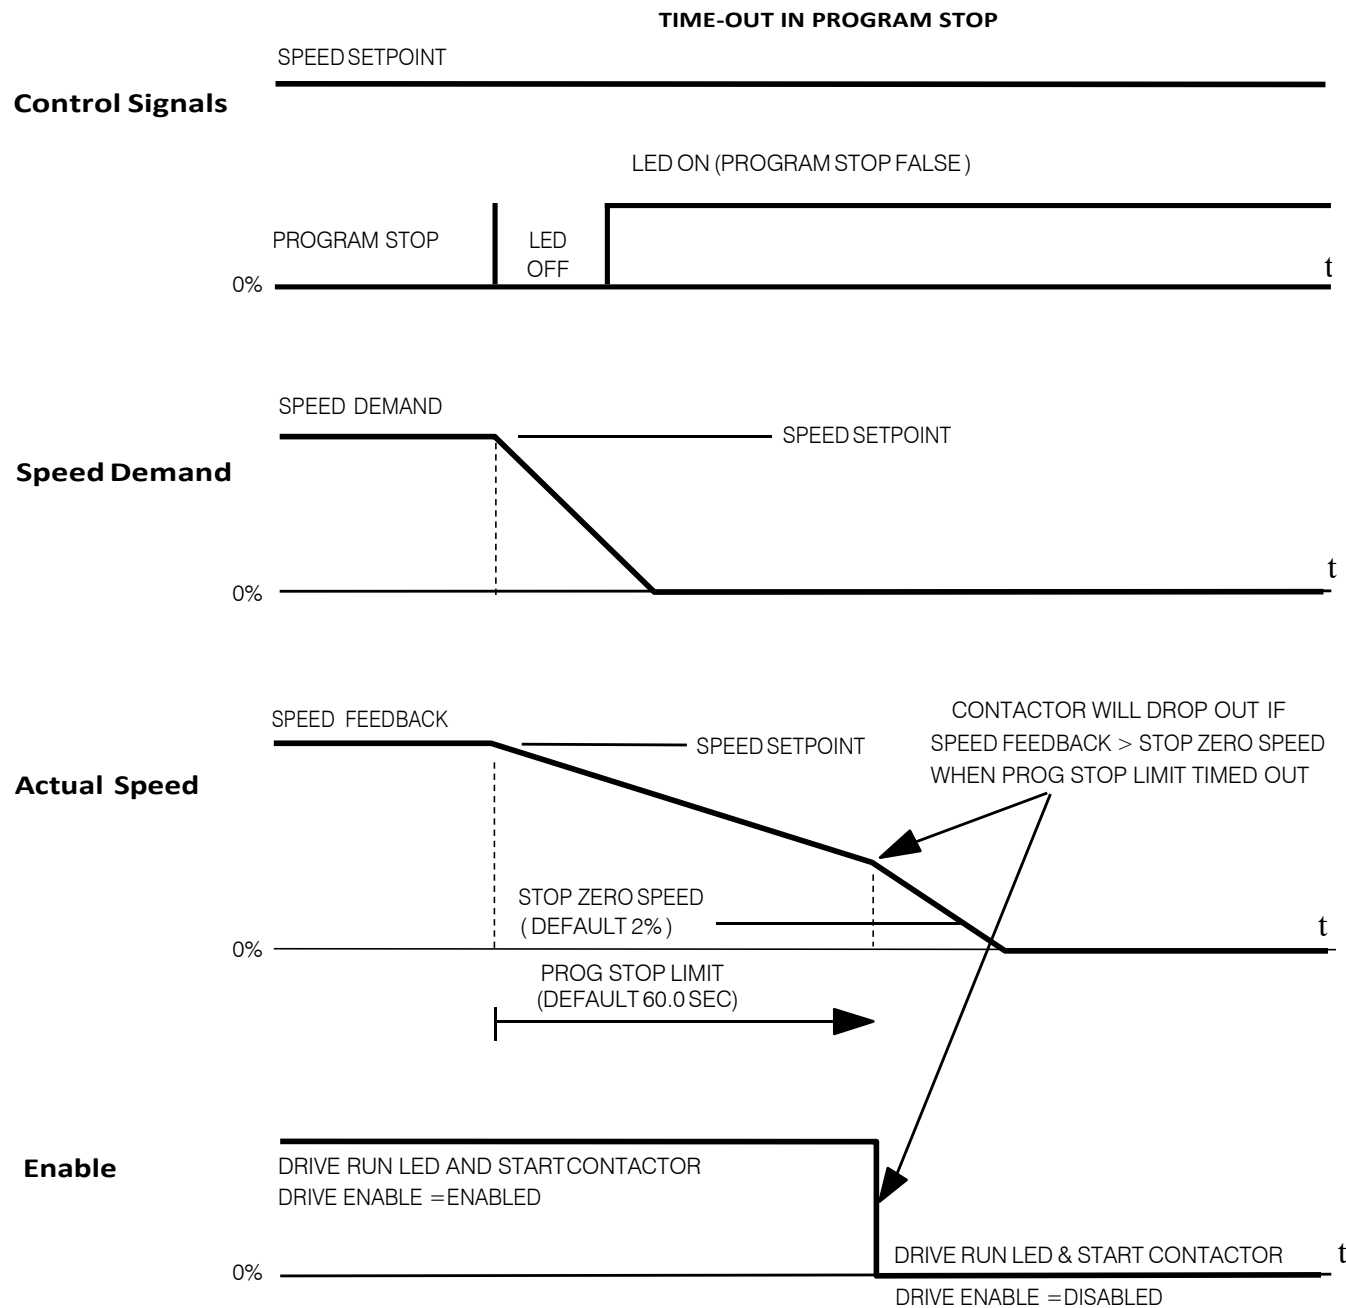 TIME-OUT IN PROGRAM STOP
SPEED SETPOINT
Control Signals
LED ON (PROGRAM STOP FALSE )
PROGRAM STOP
LED
OFF
0%
t
SPEED DEMAND
SPEED SETPOINT
Speed Demand
0%
t
SPEED FEEDBACK
SPEED SETPOINT
CONTACTOR WILL DROP OUT IF
SPEED FEEDBACK > STOP ZERO SPEED
WHEN PROG STOP LIMIT TIMED OUT
Actual Speed
STOP ZERO SPEED
( DEFAULT 2% )
0%
t
PROG STOP LIMIT
(DEFAULT 60.0 SEC)
Enable
DRIVE RUN LED AND START CONTACTOR
DRIVE ENABLE = ENABLED
0%
DRIVE RUN LED & START CONTACTOR
t
DRIVE ENABLE = DISABLED